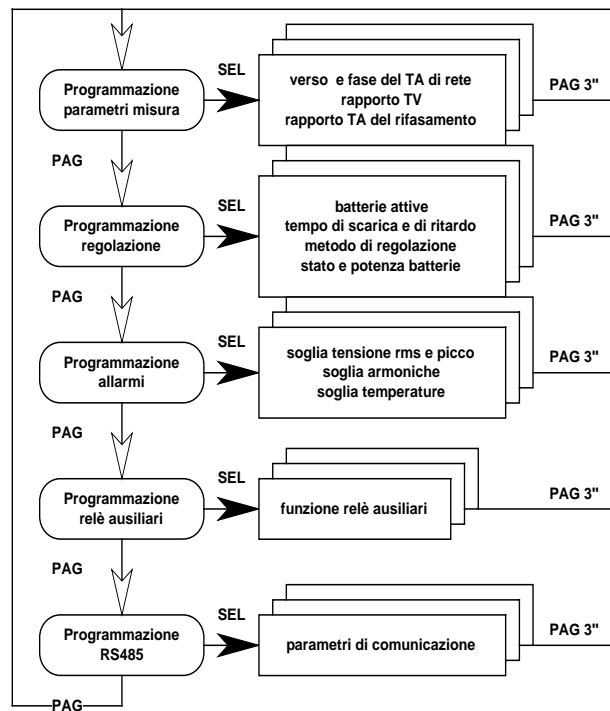 Programmazione
parametri misura
SEL
verso e fase del TA di rete
rapporto TV
rapporto TA del rifasamento
PAG 3"
PAG
Programmazione
regolazione
SEL
batterie attive
tempo di scarica e di ritardo
metodo di regolazione
stato e potenza batterie
PAG 3"
PAG
Programmazione
allarmi
SEL
soglia tensione rms e picco
soglia armoniche
soglia temperature
PAG 3"
PAG
Programmazione
relè ausiliari
SEL
funzione relè ausiliari
PAG 3"
PAG
Programmazione
RS485
SEL
parametri di comunicazione
PAG 3"
PAG